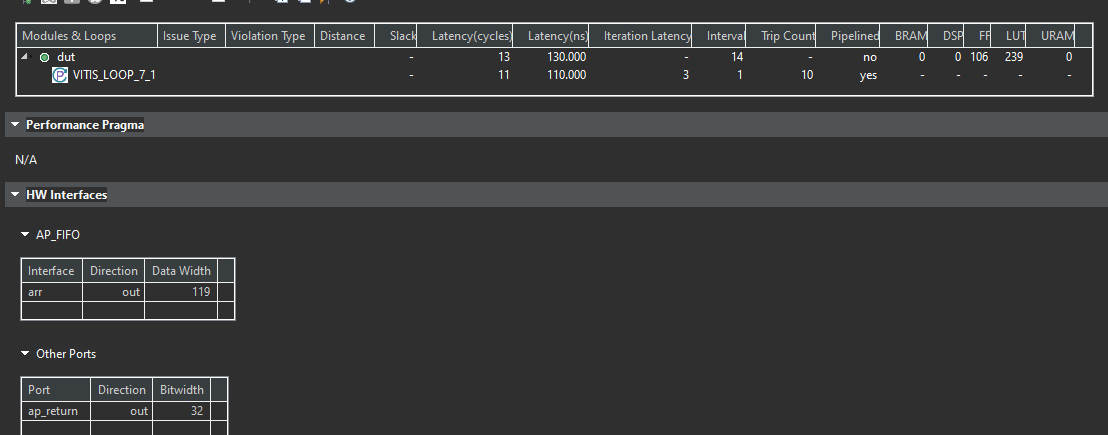 Modules & Loops Issue Type Violation Type Distance Slack Latency(cycles) Latency(ns) Iteration Latency Interval Trip Count Pipelined BRAM DSP FF LUT URAM
dut - 13 130.000 - 14 - no 0 0 106 239 0
VITIS_LOOP_7_1 - 11 110.000 3 1 10 yes - - - - -
Performance Pragma
N/A
HW Interfaces
AP_FIFO
Interface Direction Data Width
arr out 119
Other Ports
Port Direction Bitwidth
ap_return out 32